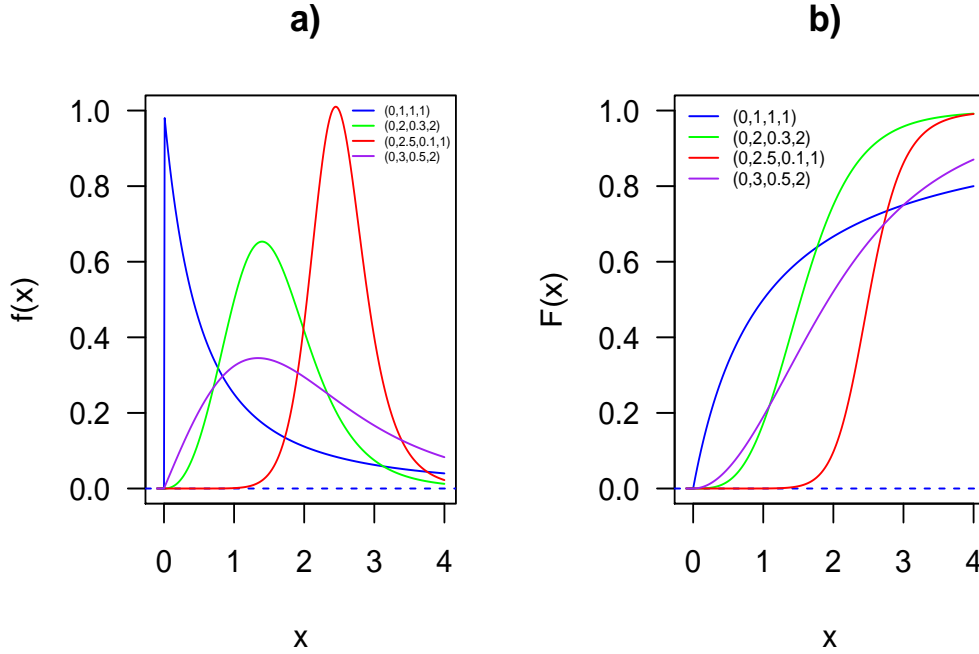 a)
f(x)
1.0
0.8
0.6
0.4
0.2
0.0
(0,1,1,1)
(0,2,0.3,2)
(0,2.5,0.1,1)
(0,3,0.5,2)
0 1 2 3 4
x
b)
F(x)
1.0
0.8
0.6
0.4
0.2
0.0
(0,1,1,1)
(0,2,0.3,2)
(0,2.5,0.1,1)
(0,3,0.5,2)
0 1 2 3 4
x